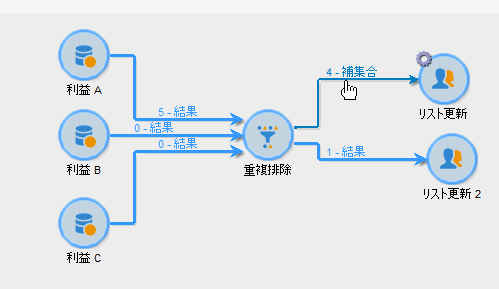 利益 A
5 - 結果
利益 B
0 - 結果
0 - 結果
利益 C
重複排除
4 - 補集合
リスト更新
1 - 結果
リスト更新 2